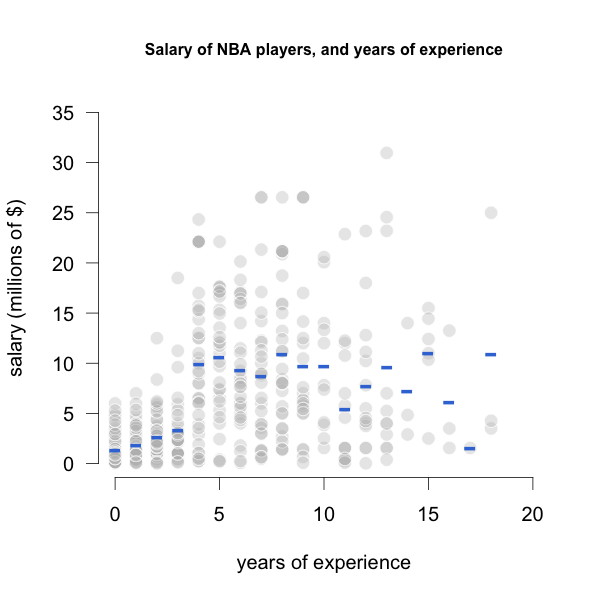 Salary of NBA players, and years of experience
salary (millions of $)
35
30
25
20
15
10
5
0
0 5 10 15 20
years of experience